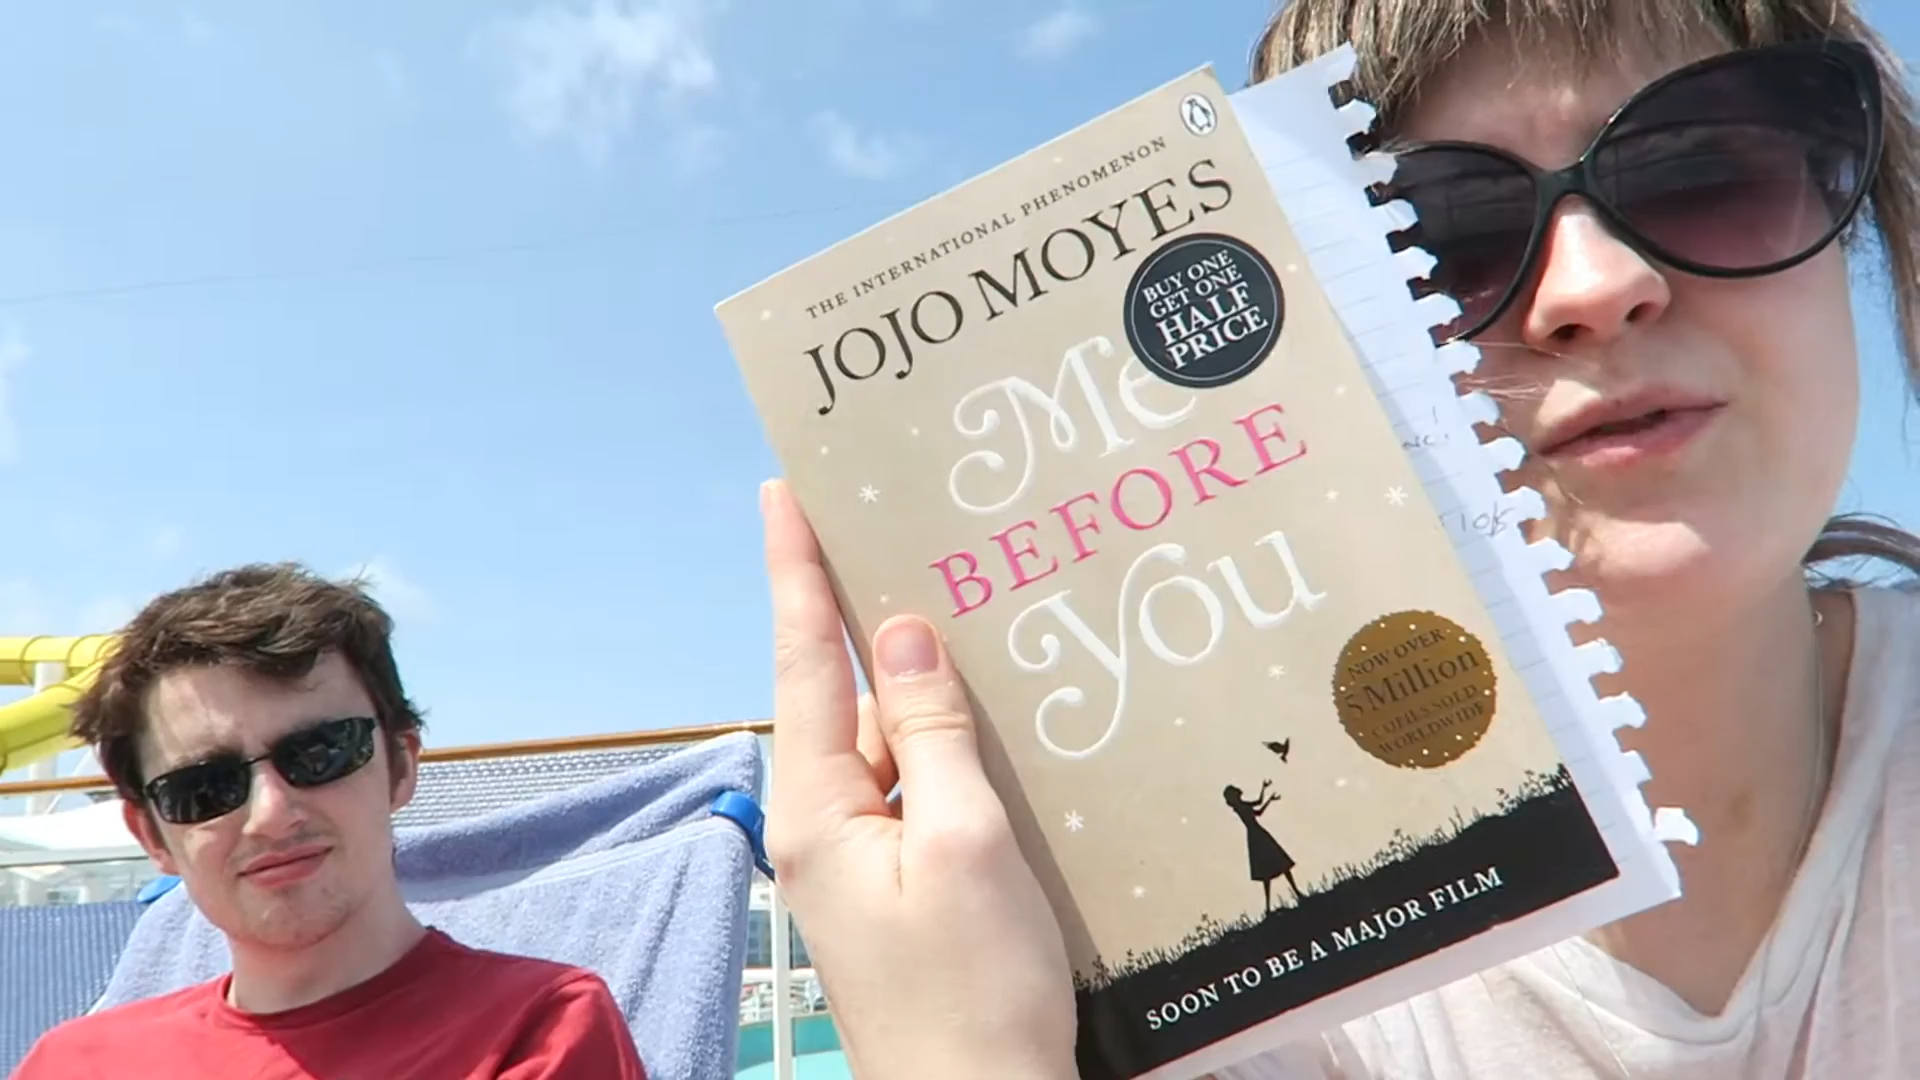 THE INTERNATIONAL PHENOMENON
JOJO MOYES
BUY ONE
GET ONE
HALF
PRICE
Me
BEFORE
You
NOW OVER
5 Million
COPIES SOLD
WORLDWIDE
SOON TO BE A MAJOR FILM